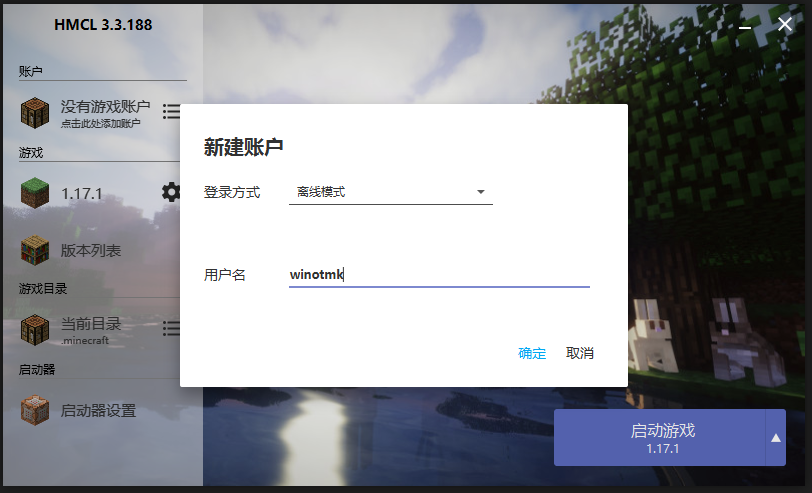 HMCL 3.3.188
账户
没有游戏账户
点击此处添加账户
游戏
1.17.1
版本列表
游戏目录
当前目录
.minecraft
启动器
启动器设置
新建账户
登录方式
离线模式
用户名
winotmk
确定
取消
启动游戏
1.17.1